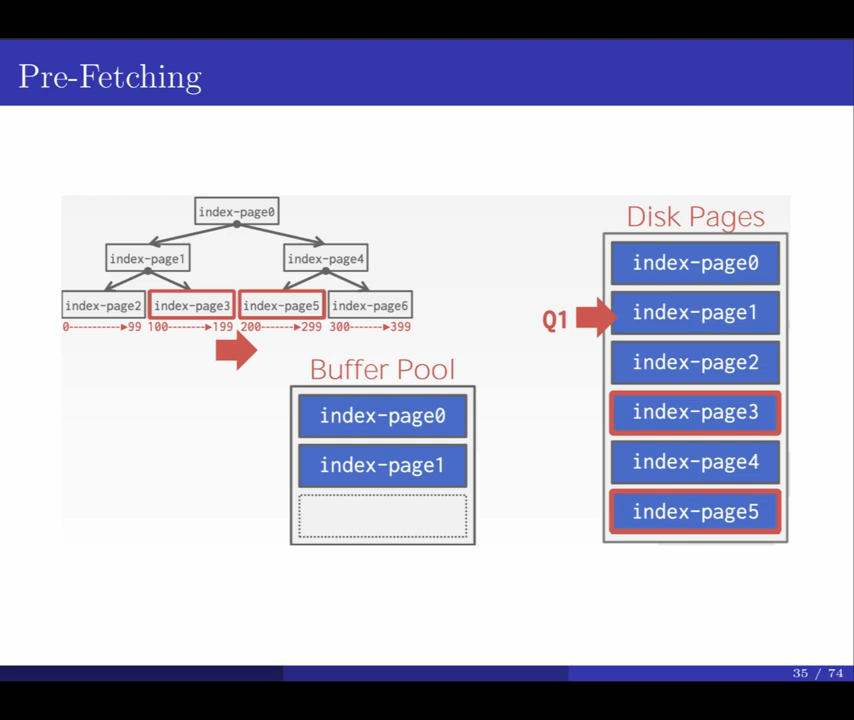 Pre-Fetching
index-page0
index-page1
index-page4
index-page2
index-page3
index-page5
index-page6
0---------->99
100------->199
200------->299
300------>399
Buffer Pool
index-page0
index-page1
Disk Pages
index-page0
Q1
index-page1
index-page2
index-page3
index-page4
index-page5
35 / 74